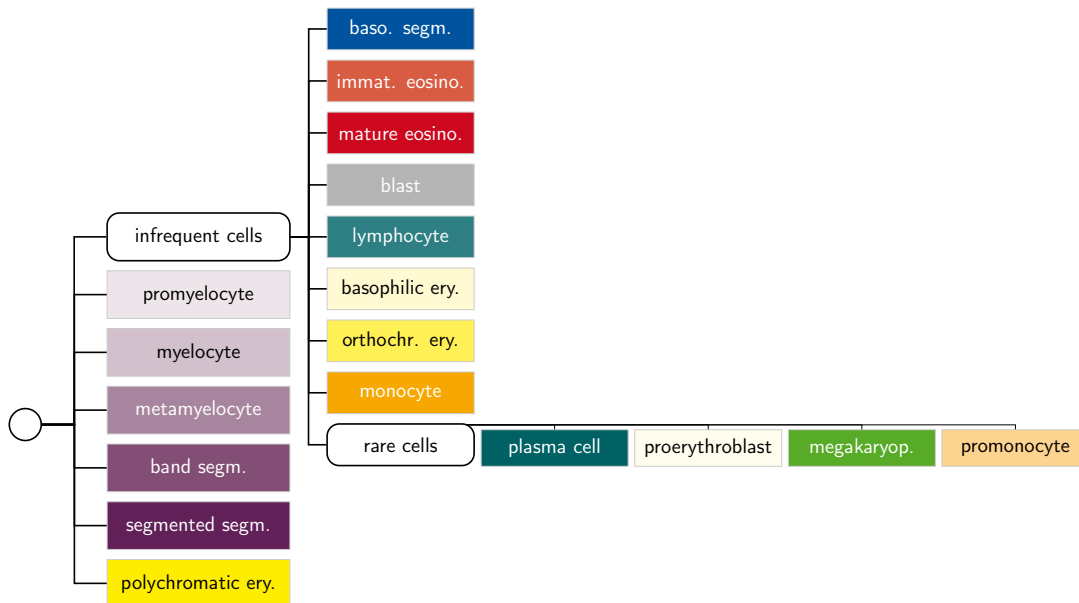 baso. segm.
immat. eosino.
mature eosino.
blast
infrequent cells
lymphocyte
promyelocyte
basophilic ery.
myelocyte
orthochr. ery.
metamyelocyte
monocyte
rare cells
plasma cell
proerythroblast
megakaryop.
promonocyte
band segm.
segmented segm.
polychromatic ery.